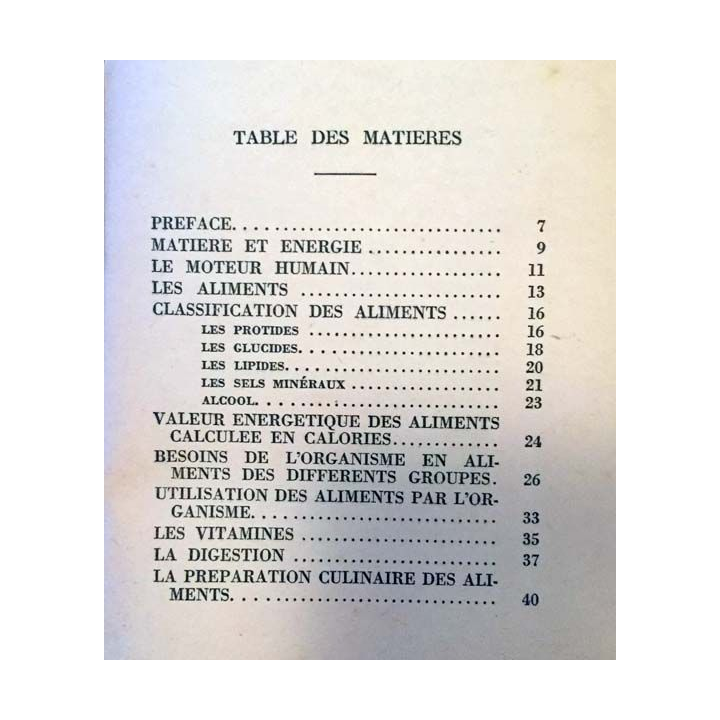 TABLE DES MATIERES
PREFACE. . . . . . . . . . . . . . . . . . . . . . . . . . . . . . 7
MATIERE ET ENERGIE . . . . . . . . . . . . . . . 9
LE MOTEUR HUMAIN. . . . . . . . . . . . . . . . . 11
LES ALIMENTS . . . . . . . . . . . . . . . . . . . . . . 13
CLASSIFICATION DES ALIMENTS . . . . . . 16
LES PROTIDES . . . . . . . . . . . . . . . . . . 16
LES GLUCIDES. . . . . . . . . . . . . . . . . . . 18
LES LIPIDES. . . . . . . . . . . . . . . . . . . . 20
LES SELS MINÉRAUX . . . . . . . . . . . . . . . . 21
ALCOOL. . . . . . . . . . . . . . . . . . . . . . . 23
VALEUR ENERGETIQUE DES ALIMENTS
CALCULEE EN CALORIES. . . . . . . . . . . . 24
BESOINS DE L'ORGANISME EN ALI-
MENTS DES DIFFERENTS GROUPES. 26
UTILISATION DES ALIMENTS PAR L'OR-
GANISME. . . . . . . . . . . . . . . . . . . . . . . . 33
LES VITAMINES . . . . . . . . . . . . . . . . . . . . . 35
LA DIGESTION . . . . . . . . . . . . . . . . . . . . . . 37
LA PREPARATION CULINAIRE DES ALI-
MENTS. . . . . . . . . . . . . . . . . . . . . . . . . . 40